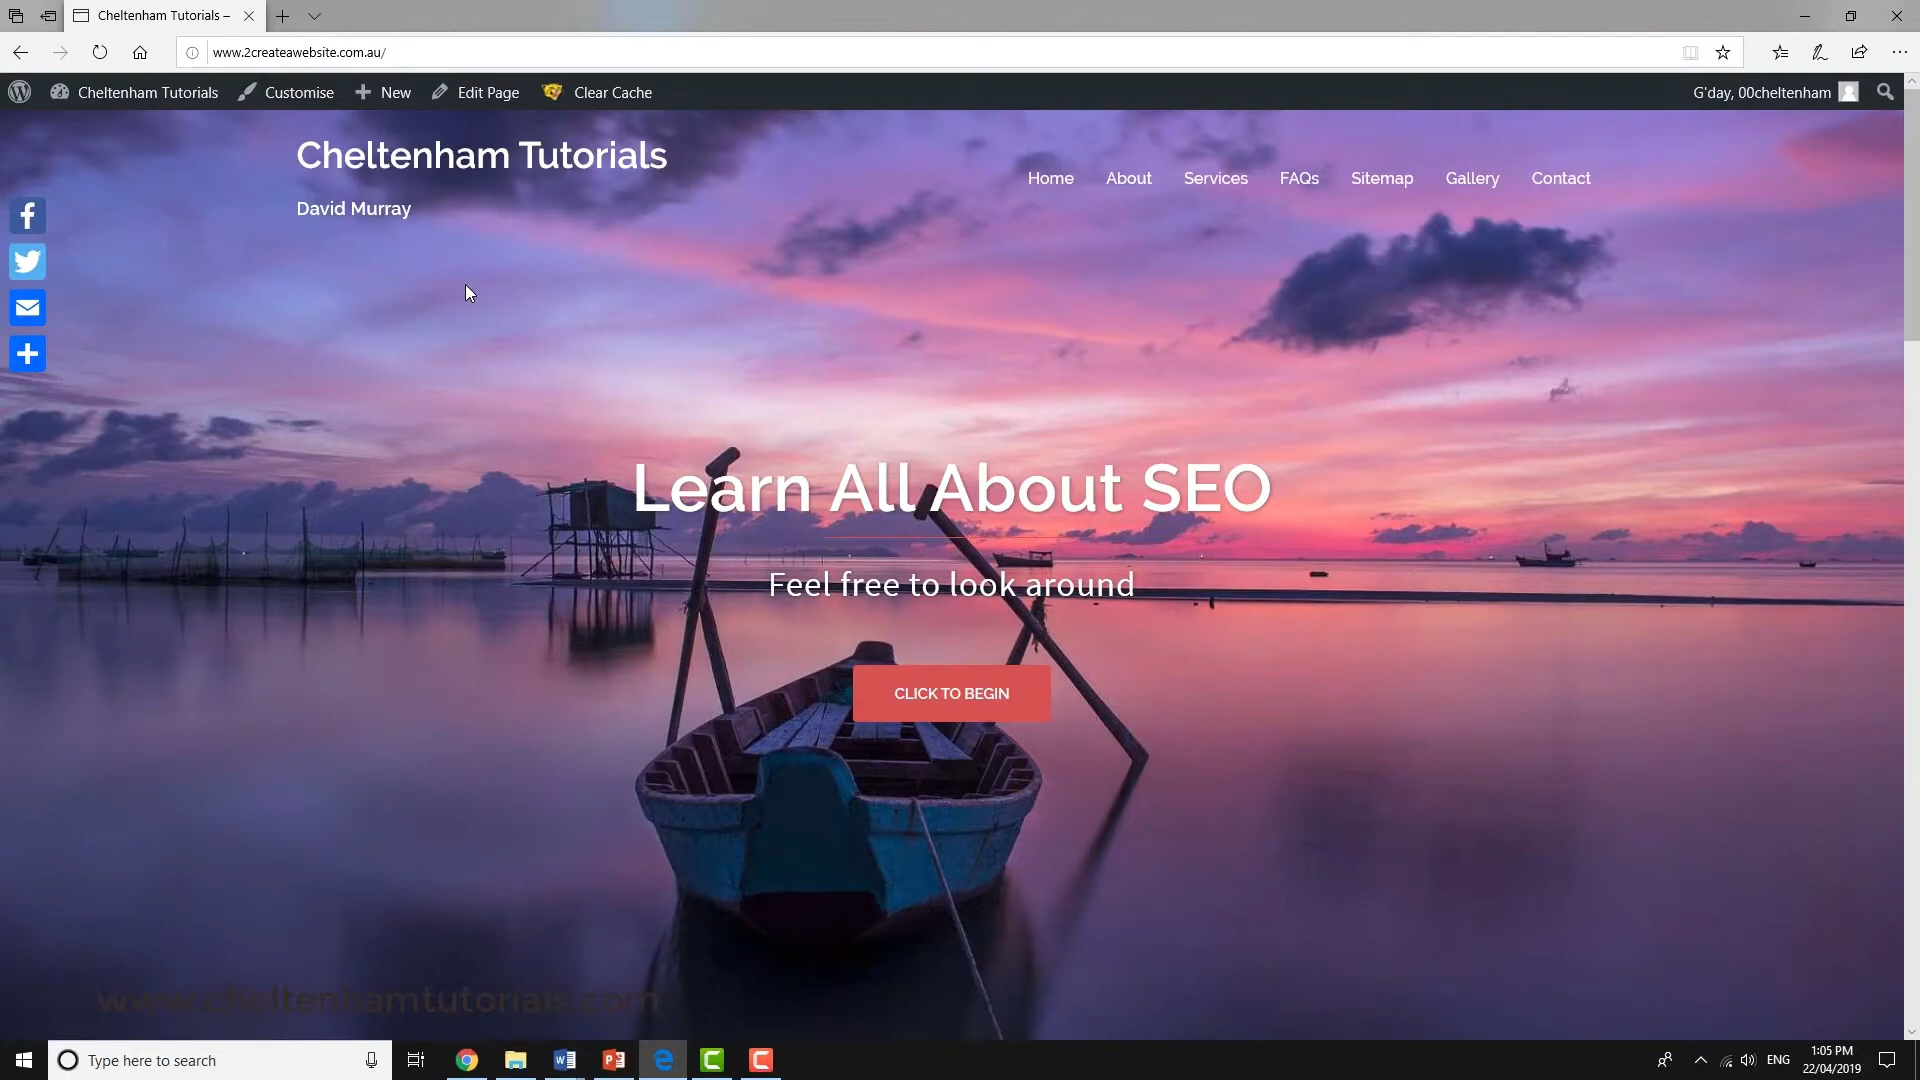 Cheltenham Tutorials –
www.2createawebsite.com.au/
Cheltenham Tutorials Customise New Edit Page Clear Cache G'day, 00cheltenham
Cheltenham Tutorials
David Murray
Home About Services FAQs Sitemap Gallery Contact
Learn All About SEO
Feel free to look around
CLICK TO BEGIN
www.cheltenhamtutorials.com
Type here to search
ENG
1:05 PM
22/04/2019